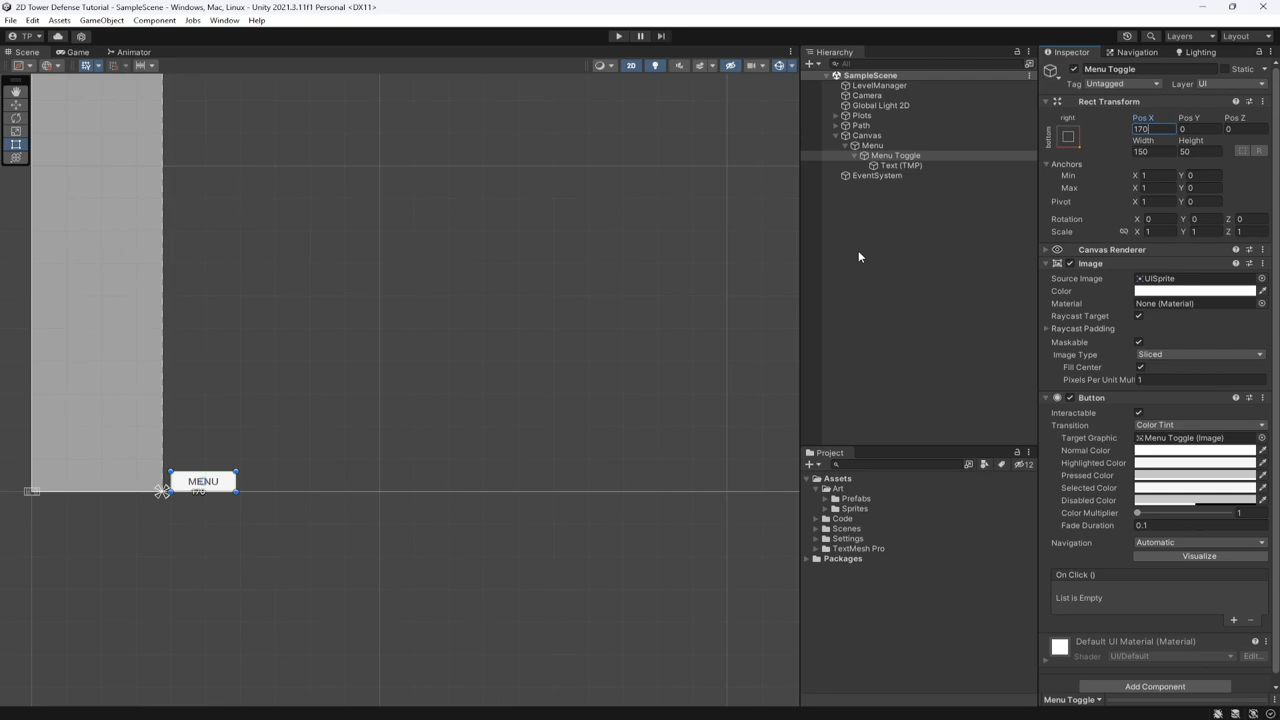 2D Tower Defense Tutorial - SampleScene - Windows, Mac, Linux - Unity 2021.3.11f1 Personal <DX11>
File Edit Assets GameObject Component Jobs Window Help
TP Layers Layout
Scene Game Animator
2D
MENU
170
Hierarchy
All
SampleScene
LevelManager
Camera
Global Light 2D
Plots
Path
Canvas
Menu
Menu Toggle
Text (TMP)
EventSystem
Project
12
Assets
Art
Prefabs
Sprites
Code
Scenes
Settings
TextMesh Pro
Packages
Inspector Navigation Lighting
Menu Toggle Static
Tag Untagged Layer UI
Rect Transform
right Pos X Pos Y Pos Z
bottom 170 0 0
Width Height
150 50 R
Anchors
Min X 1 Y 0
Max X 1 Y 0
Pivot X 1 Y 0
Rotation X 0 Y 0 Z 0
Scale X 1 Y 1 Z 1
Canvas Renderer
Image
Source Image UISprite
Color
Material None (Material)
Raycast Target
Raycast Padding
Maskable
Image Type Sliced
Fill Center
Pixels Per Unit Mul 1
Button
Interactable
Transition Color Tint
Target Graphic Menu Toggle (Image)
Normal Color
Highlighted Color
Pressed Color
Selected Color
Disabled Color
Color Multiplier 1
Fade Duration 0.1
Navigation Automatic
Visualize
On Click ()
List is Empty
Default UI Material (Material)
Shader UI/Default Edit...
Add Component
Menu Toggle